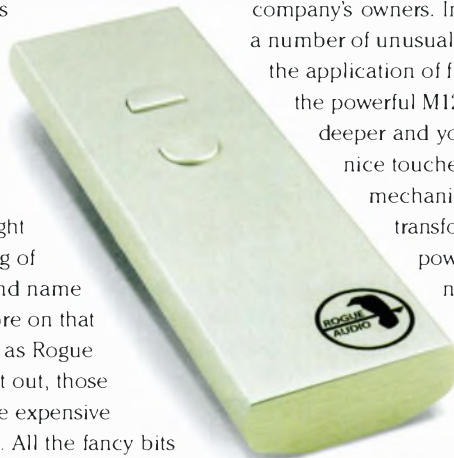 company's owners. In
a number of unusual
the application of f
the powerful M12
deeper and yo
nice touche
mechani
transfo
pow
n
s
ght
g of
nd name
re on that
as Rogue
t out, those
e expensive
. All the fancy bits
ROGUE
AUDIO